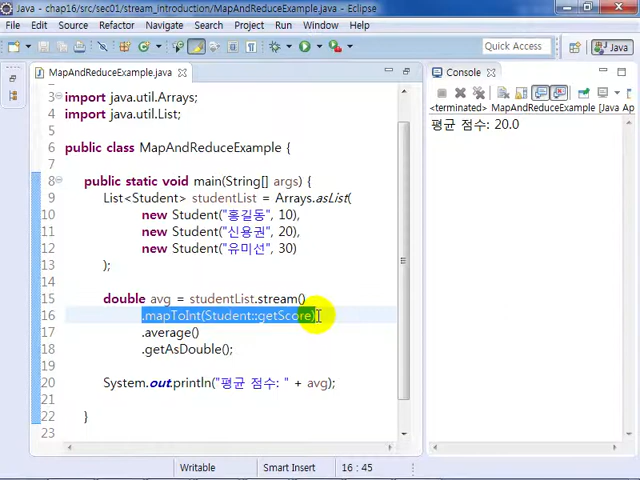 Java - chap16/src/sec01/stream_introduction/MapAndReduceExample.java - Eclipse
File Edit Source Refactor Navigate Search Project Run Window Help
Quick Access
Java
MapAndReduceExample.java
3 import java.util.Arrays;
4 import java.util.List;
5
6 public class MapAndReduceExample {
7
8 public static void main(String[] args) {
9 List<Student> studentList = Arrays.asList(
10 new Student("홍길동", 10),
11 new Student("신용권", 20),
12 new Student("유미선", 30)
13 );
14
15 double avg = studentList.stream()
16 .mapToInt(Student::getScore)
17 .average()
18 .getAsDouble();
19
20 System.out.println("평균 점수: " + avg);
21
22 }
23
Console
<terminated> MapAndReduceExample [Java Ap
평균 점수: 20.0
Writable
Smart Insert
16 : 45